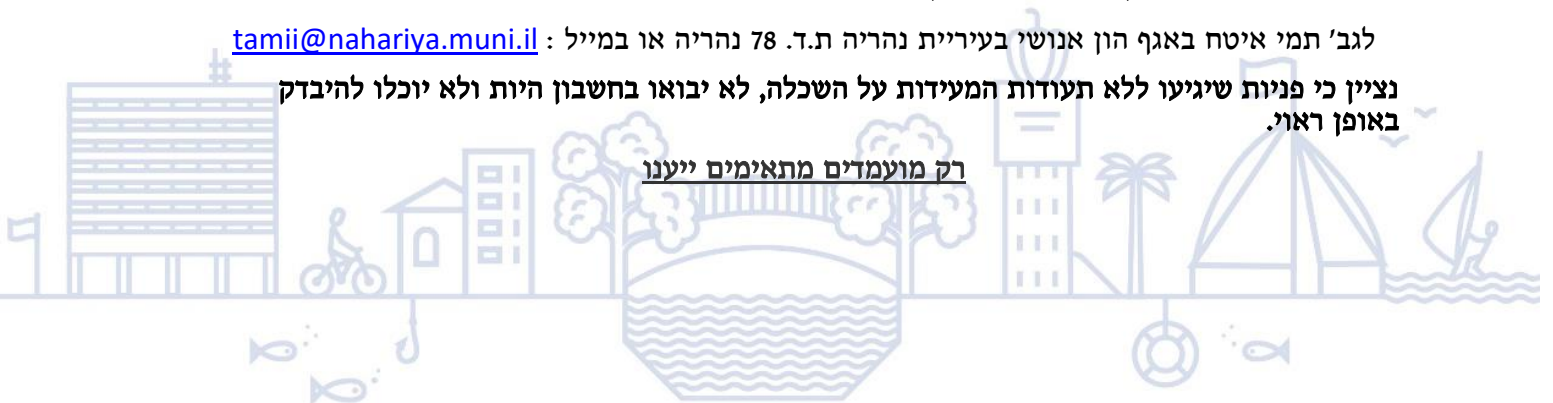 לגב' תמי איטח באגף הון אנושי בעיריית נהריה ת.ד. 78 נהריה או במייל : tamii@nahariya.muni.il
נציין כי פניות שיגיעו ללא תעודות המעידות על השכלה, לא יבואו בחשבון היות ולא יוכלו להיבדק
באופן ראוי.
רק מועמדים מתאימים ייענו